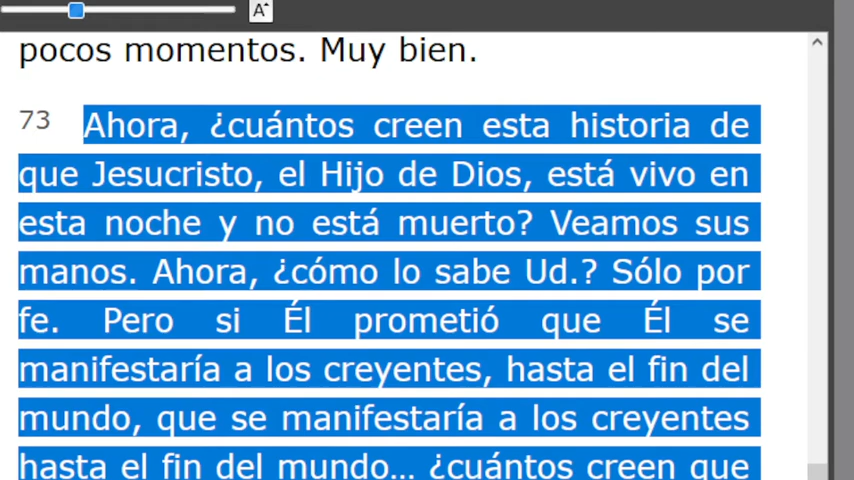 A^
pocos momentos. Muy bien.
73 Ahora, ¿cuántos creen esta historia de
que Jesucristo, el Hijo de Dios, está vivo en
esta noche y no está muerto? Veamos sus
manos. Ahora, ¿cómo lo sabe Ud.? Sólo por
fe. Pero si Él prometió que Él se
manifestaría a los creyentes, hasta el fin del
mundo, que se manifestaría a los creyentes
hasta el fin del mundo… ¿cuántos creen que